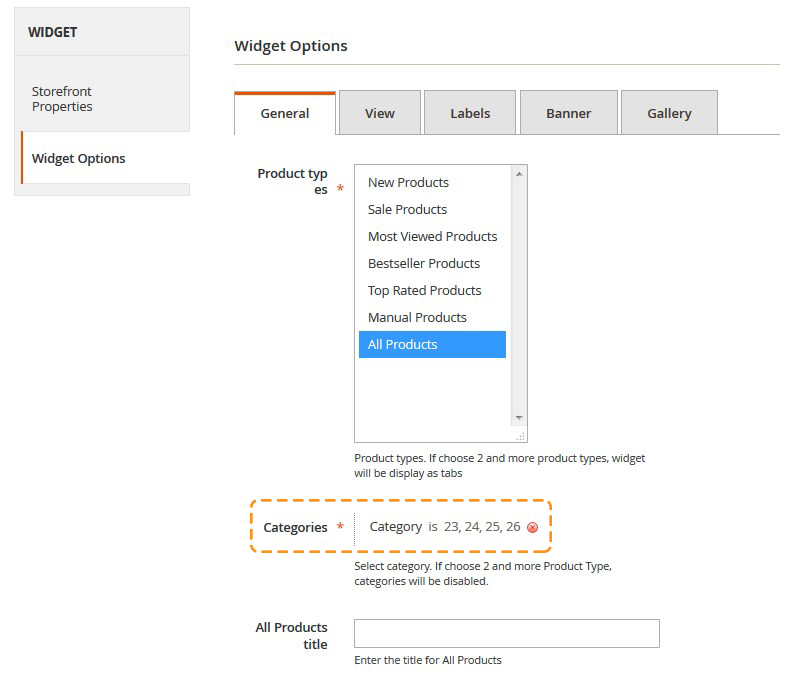 WIDGET
Storefront
Properties
Widget Options
Widget Options
General
View
Labels
Banner
Gallery
Product typ
es *
New Products
Sale Products
Most Viewed Products
Bestseller Products
Top Rated Products
Manual Products
All Products
Product types. If choose 2 and more product types, widget
will be display as tabs
Categories * Category is 23, 24, 25, 26
Select category. If choose 2 and more Product Type,
categories will be disabled.
All Products
title
Enter the title for All Products